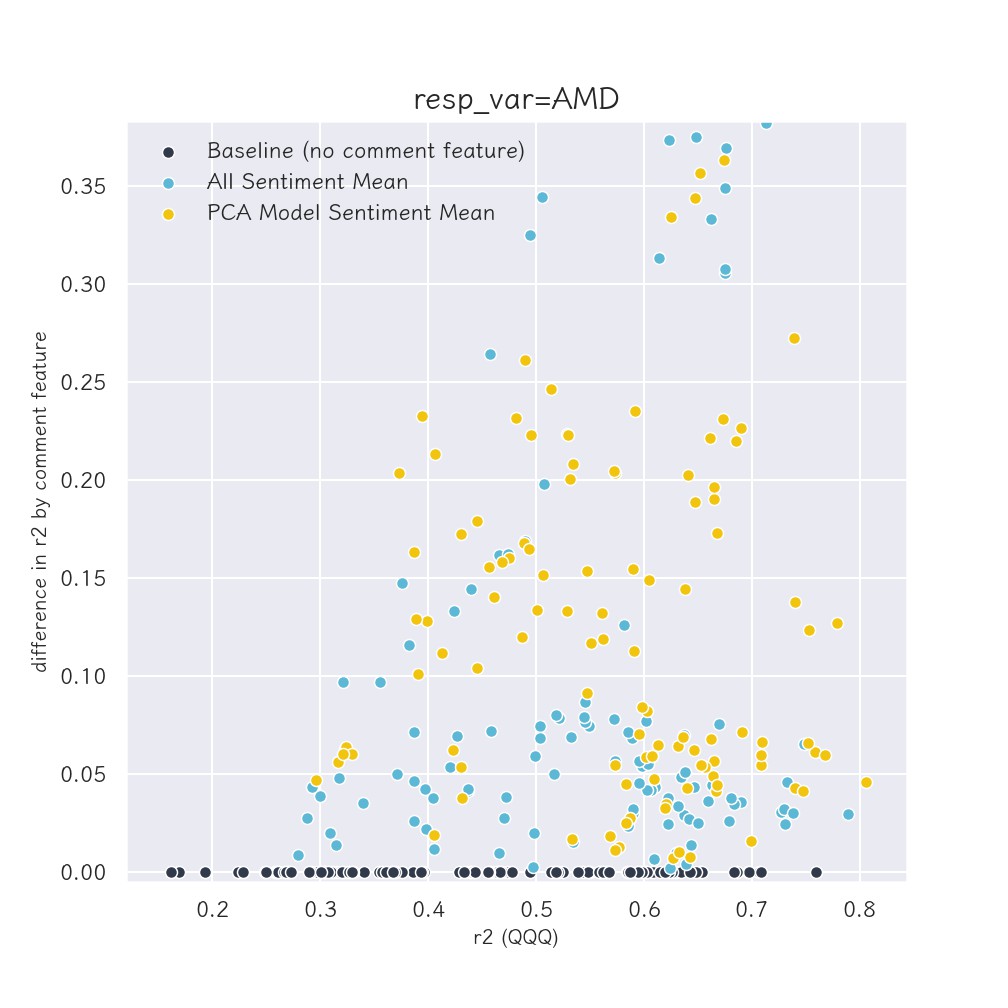 resp_var=AMD
Baseline (no comment feature)
All Sentiment Mean
PCA Model Sentiment Mean
0.35
0.30
0.25
0.20
0.15
0.10
0.05
0.00
difference in r2 by comment feature
0.2 0.3 0.4 0.5 0.6 0.7 0.8
r2 (QQQ)